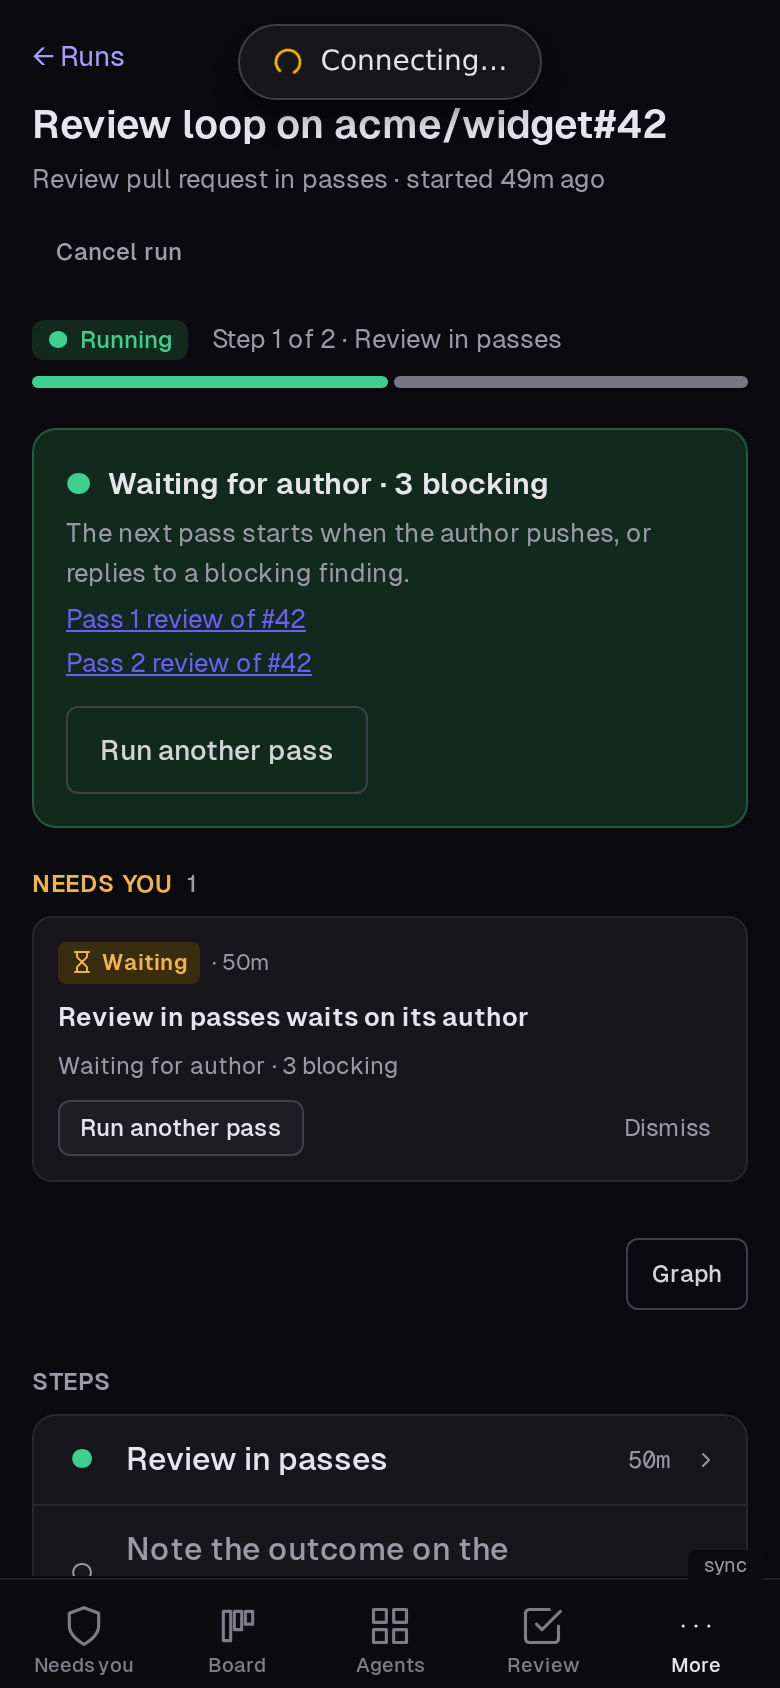 ← Runs
Connecting...
Review loop on acme/widget#42
Review pull request in passes · started 49m ago
Cancel run
Running
Step 1 of 2 · Review in passes
Waiting for author · 3 blocking
The next pass starts when the author pushes, or
replies to a blocking finding.
Pass 1 review of #42
Pass 2 review of #42
Run another pass
NEEDS YOU 1
Waiting · 50m
Review in passes waits on its author
Waiting for author · 3 blocking
Run another pass
Dismiss
Graph
STEPS
Review in passes 50m
Note the outcome on the
sync
Needs you
Board
Agents
Review
More